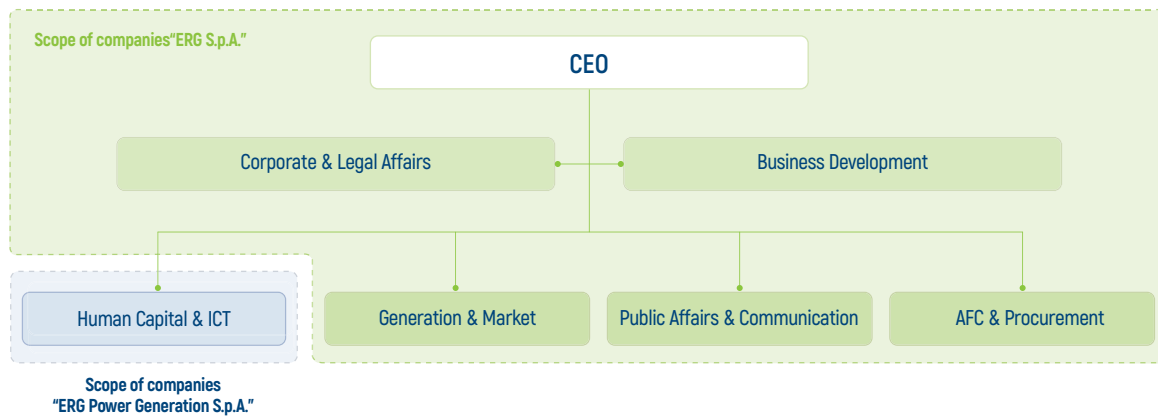 Scope of companies“ERG S.p.A.”
CEO
Corporate & Legal Affairs
Business Development
Human Capital & ICT
Generation & Market
Public Affairs & Communication
AFC & Procurement
Scope of companies
“ERG Power Generation S.p.A.”